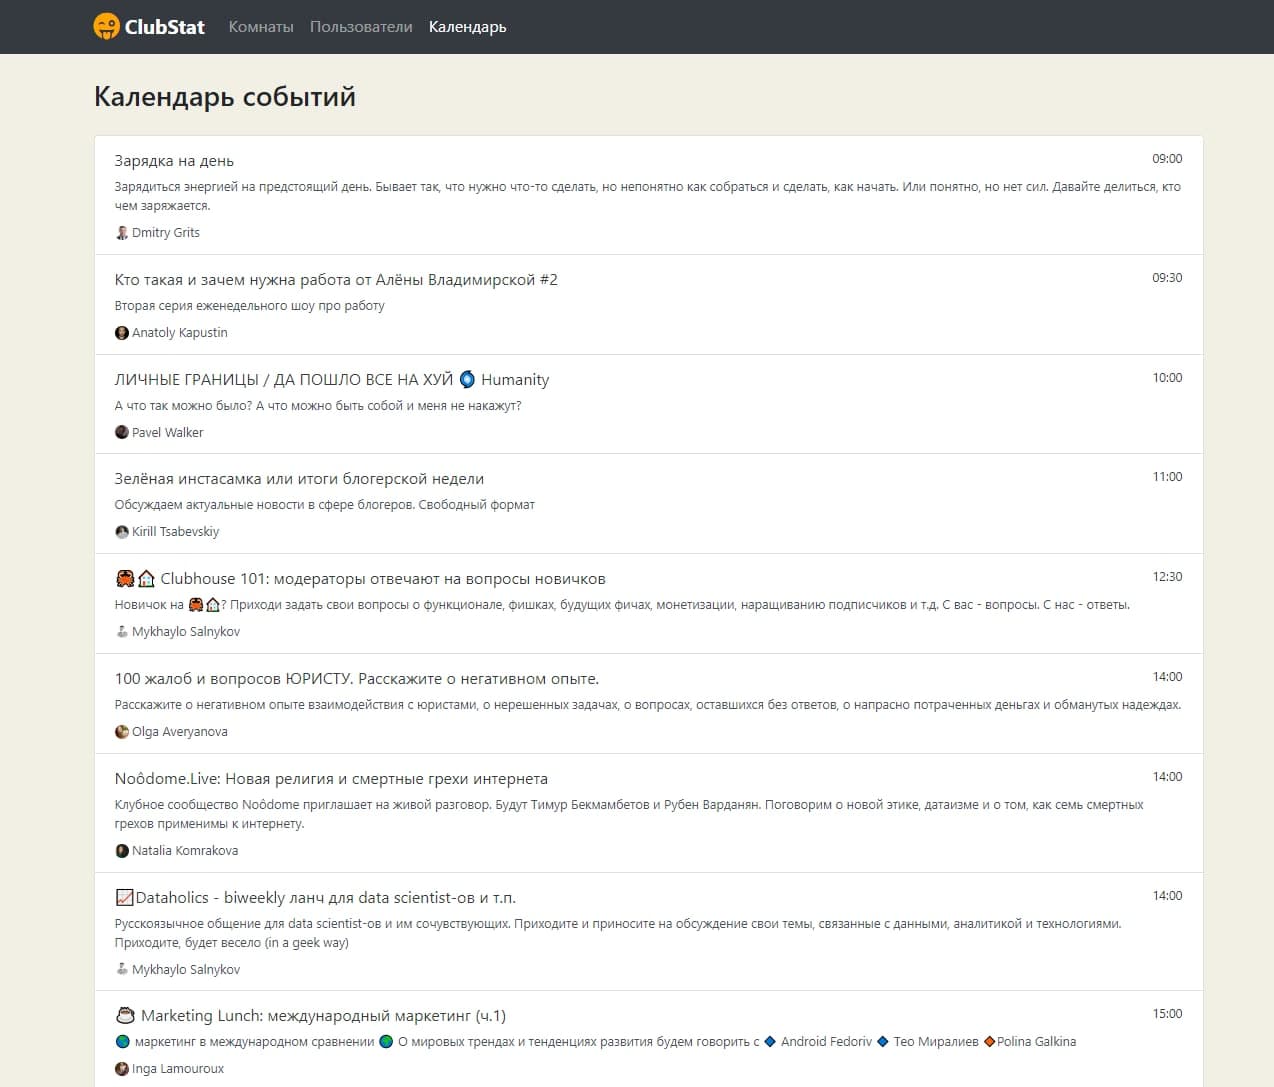 ClubStat Комнаты Пользователи Календарь
Календарь событий
Зарядка на день 09:00
Зарядиться энергией на предстоящий день. Бывает так, что нужно что-то сделать, но непонятно как собраться и сделать, как начать. Или понятно, но нет сил. Давайте делиться, кто
чем заряжается.
Dmitry Grits
Кто такая и зачем нужна работа от Алёны Владимирской #2 09:30
Вторая серия еженедельного шоу про работу
Anatoly Kapustin
ЛИЧНЫЕ ГРАНИЦЫ / ДА ПОШЛО ВСЕ НА ХУЙ 🌀 Humanity 10:00
А что так можно было? А что можно быть собой и меня не накажут?
Pavel Walker
Зелёная инстасамка или итоги блогерской недели 11:00
Обсуждаем актуальные новости в сфере блогеров. Свободный формат
Kirill Tsabevskiy
Clubhouse 101: модераторы отвечают на вопросы новичков 12:30
Новичок на ? Приходи задать свои вопросы о функционале, фишках, будущих фичах, монетизации, наращиванию подписчиков и т.д. С вас - вопросы. С нас - ответы.
Mykhaylo Salnykov
100 жалоб и вопросов ЮРИСТУ. Расскажите о негативном опыте. 14:00
Расскажите о негативном опыте взаимодействия с юристами, о нерешенных задачах, о вопросах, оставшихся без ответов, о напрасно потраченных деньгах и обманутых надеждах.
Olga Averyanova
Noôdome.Live: Новая религия и смертные грехи интернета 14:00
Клубное сообщество Noôdome приглашает на живой разговор. Будут Тимур Бекмамбетов и Рубен Варданян. Поговорим о новой этике, датаизме и о том, как семь смертных
грехов применимы к интернету.
Natalia Komrakova
📈Dataholics - biweekly ланч для data scientist-ов и т.п. 14:00
Русскоязычное общение для data scientist-ов и им сочувствующих. Приходите и приносите на обсуждение свои темы, связанные с данными, аналитикой и технологиями.
Приходите, будет весело (in a geek way)
Mykhaylo Salnykov
Marketing Lunch: международный маркетинг (ч.1) 15:00
маркетинг в международном сравнении О мировых трендах и тенденциях развития будем говорить с 🔹 Android Fedoriv 🔹 Тео Миралиев 🔸Polina Galkina
Inga Lamouroux